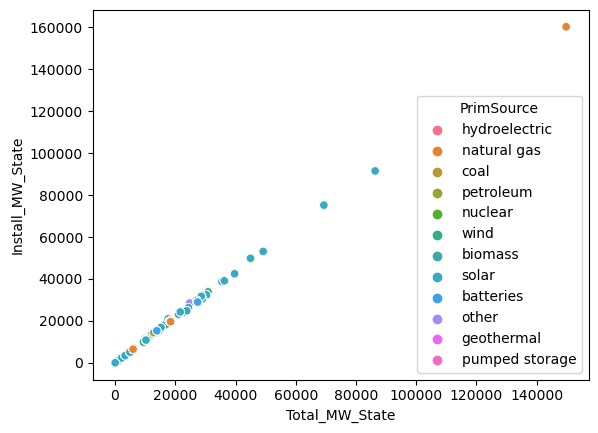 160000
140000
120000
100000
80000
60000
40000
20000
0
Install_MW_State
PrimSource
hydroelectric
natural gas
coal
petroleum
nuclear
wind
biomass
solar
batteries
other
geothermal
pumped storage
0 20000 40000 60000 80000 100000 120000 140000
Total_MW_State